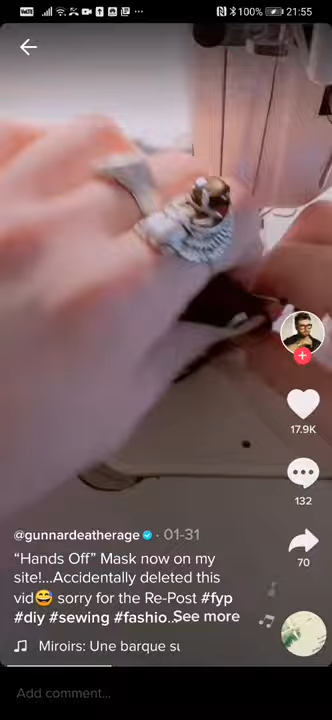 VoLTE 100% 21:55
17.9K
132
70
@gunnardeatherage · 01-31
“Hands Off” Mask now on my
site!...Accidentally deleted this
vid😅 sorry for the Re-Post #fyp
#diy #sewing #fashio..See more
Miroirs: Une barque su
Add comment...